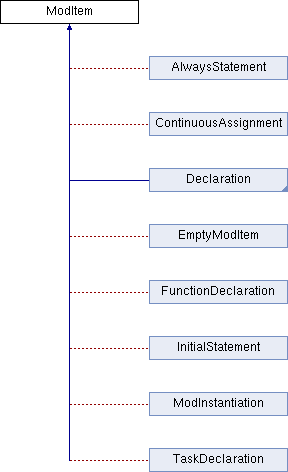 ModItem
AlwaysStatement
ContinuousAssignment
Declaration
EmptyModItem
FunctionDeclaration
InitialStatement
ModInstantiation
TaskDeclaration